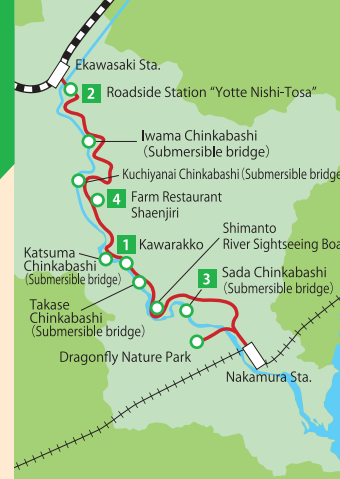 Ekawasaki Sta.
2 Roadside Station "Yotte Nishi-Tosa"
Iwama Chinkabashi
(Submersible bridge)
Kuchiyanai Chinkabashi (Submersible bridge
4 Farm Restaurant
Shaenjiri
1 Kawarakko
Shimanto
River Sightseeing Boa
Katsuma
Chinkabashi
(Submersible bridge)
3 Sada Chinkabashi
(Submersible bridge)
Takase
Chinkabashi
(Submersible bridge)
Dragonfly Nature Park
Nakamura Sta.